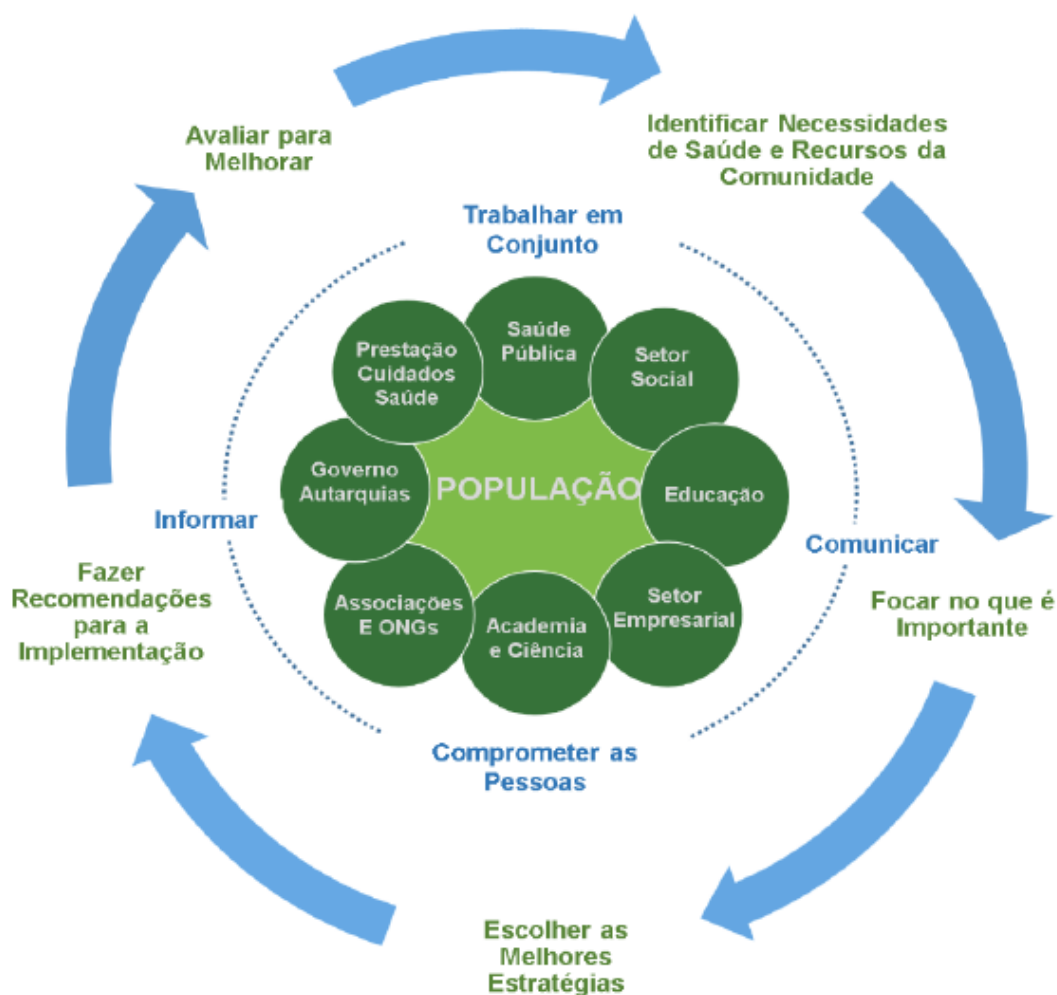 Avaliar para
Melhorar
Identificar Necessidades
de Saúde e Recursos da
Comunidade
Trabalhar em
Conjunto
Saúde
Pública
Prestação
Cuidados
Saúde
Setor
Social
Governo
Autarquias
POPULAÇÃO
Educação
Informar
Comunicar
Fazer
Recomendações
para a
Implementação
Associações
E ONGs
Academia
e Ciência
Setor
Empresarial
Focar no que é
Importante
Comprometer as
Pessoas
Escolher as
Melhores
Estratégias